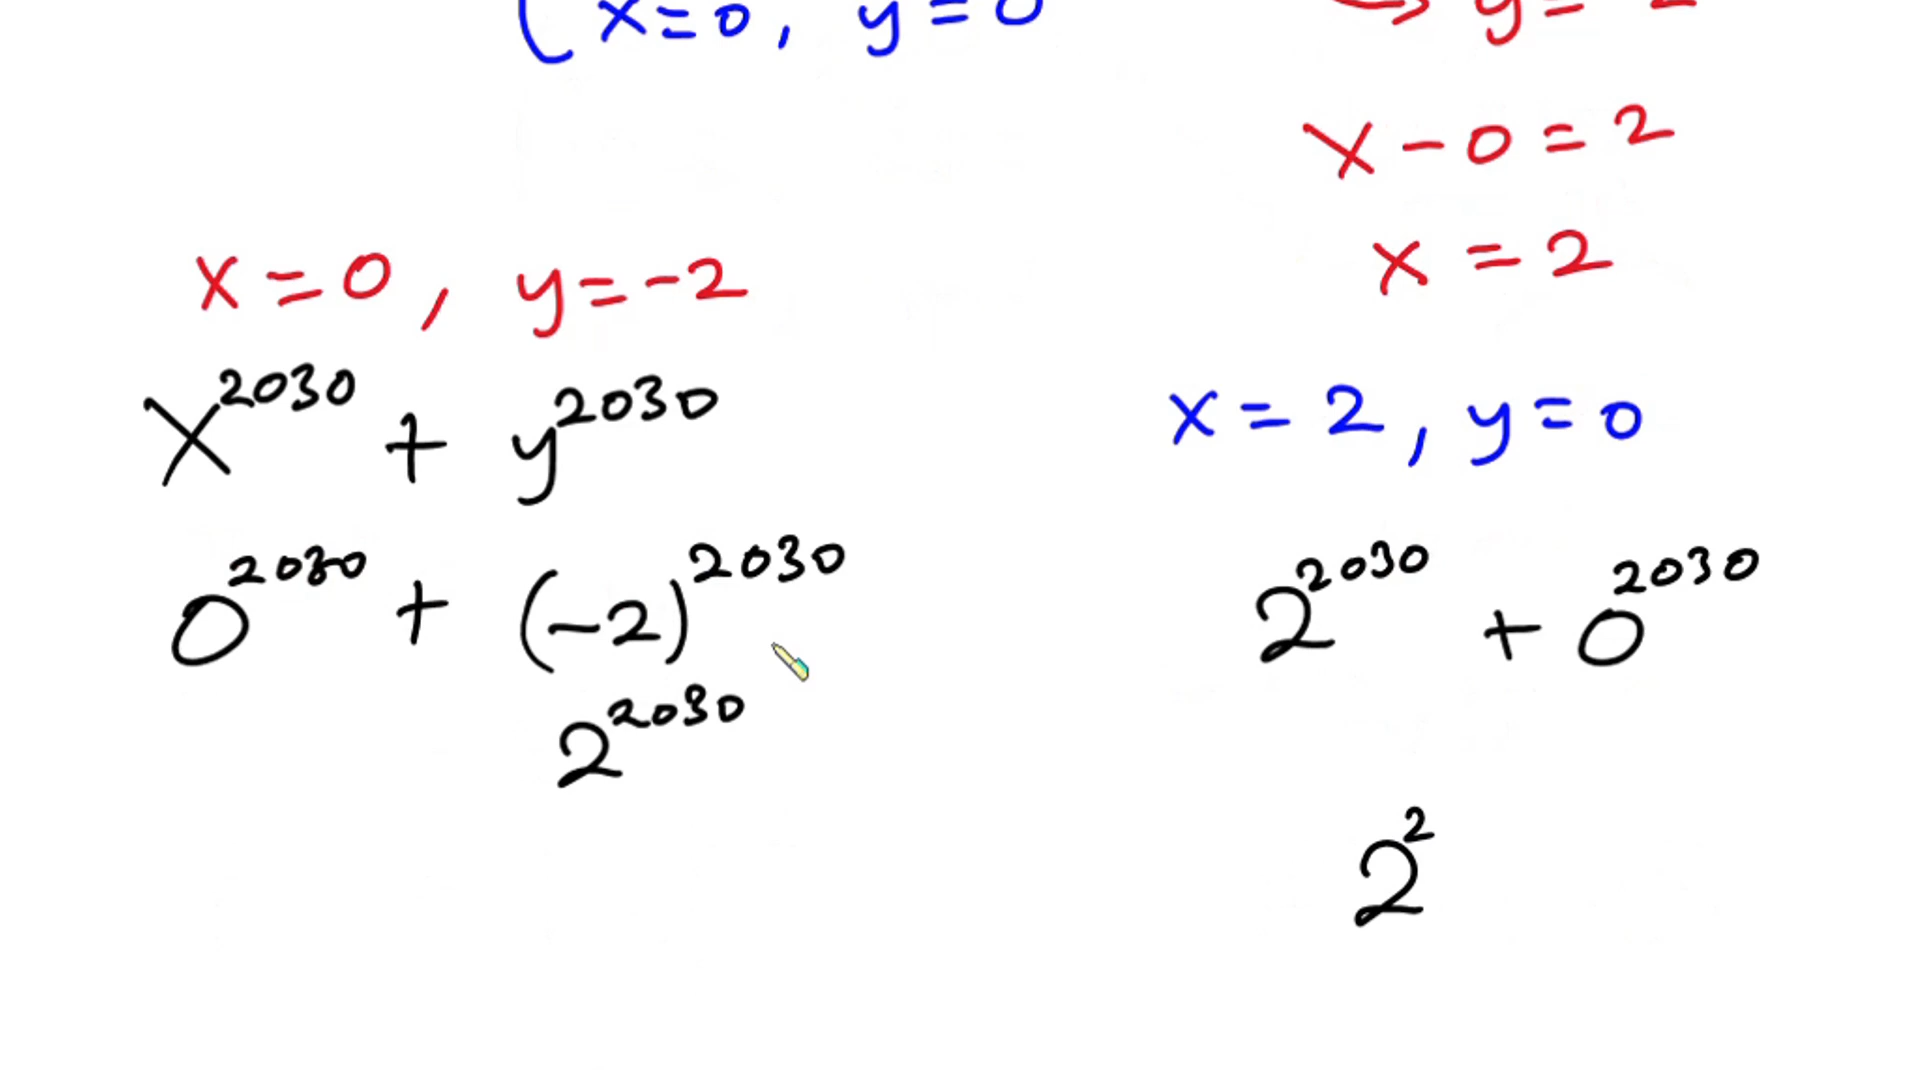 x=0, y=0
y=
x-0=2
x=2
x=0, y=-2
x^2030 + y^2030
x=2, y=0
0^2030 + (-2)^2030
2^2030 + 0^2030
2^2030
2^2